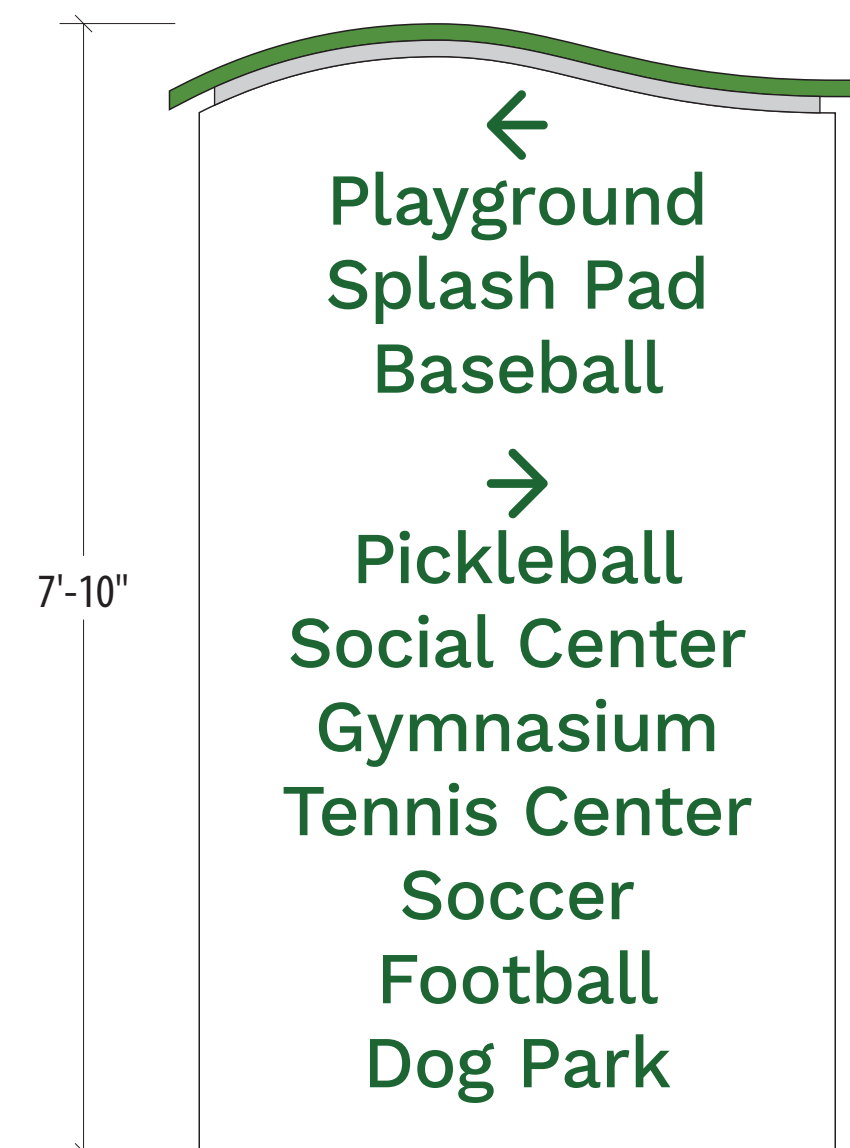 ←
Playground
Splash Pad
Baseball
→
Pickleball
7'-10"
Social Center
Gymnasium
Tennis Center
Soccer
Football
Dog Park